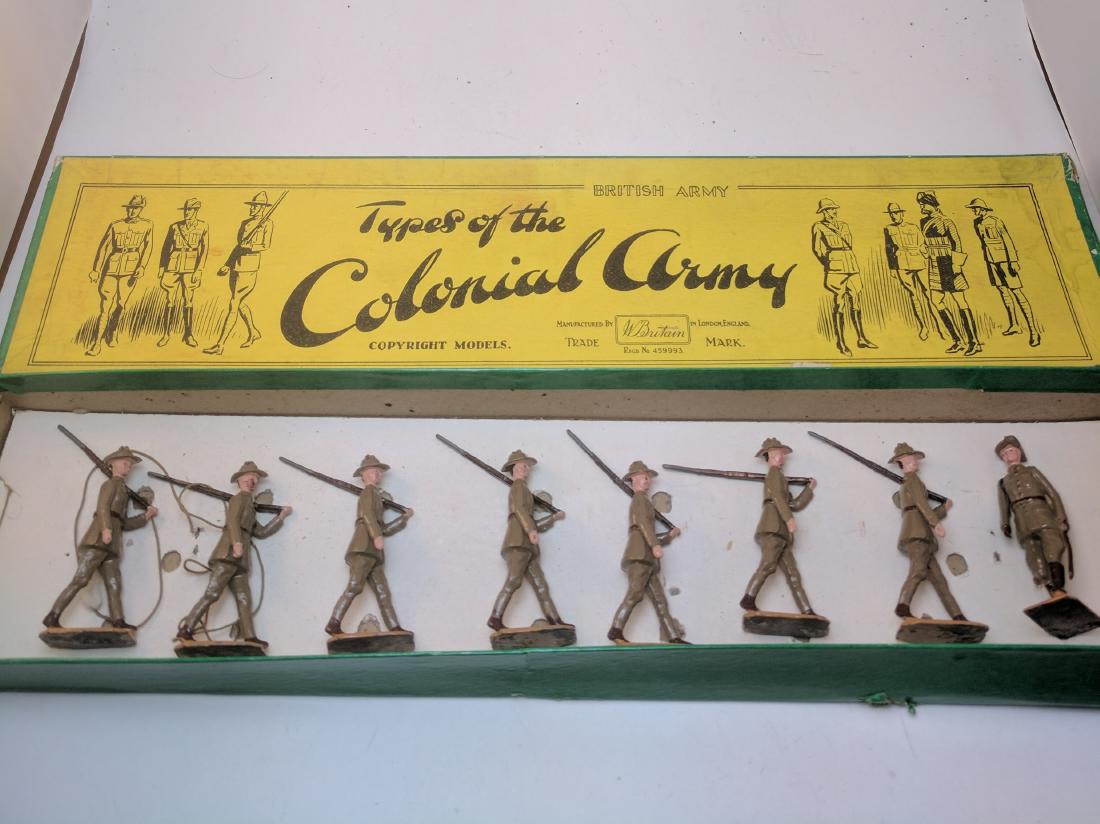 BRITISH ARMY
Types of the
Colonial Army
COPYRIGHT MODELS.
MANUFACTURED BY W Britain IN LONDON, ENGLAND.
TRADE MARK.
REGD No 459993.